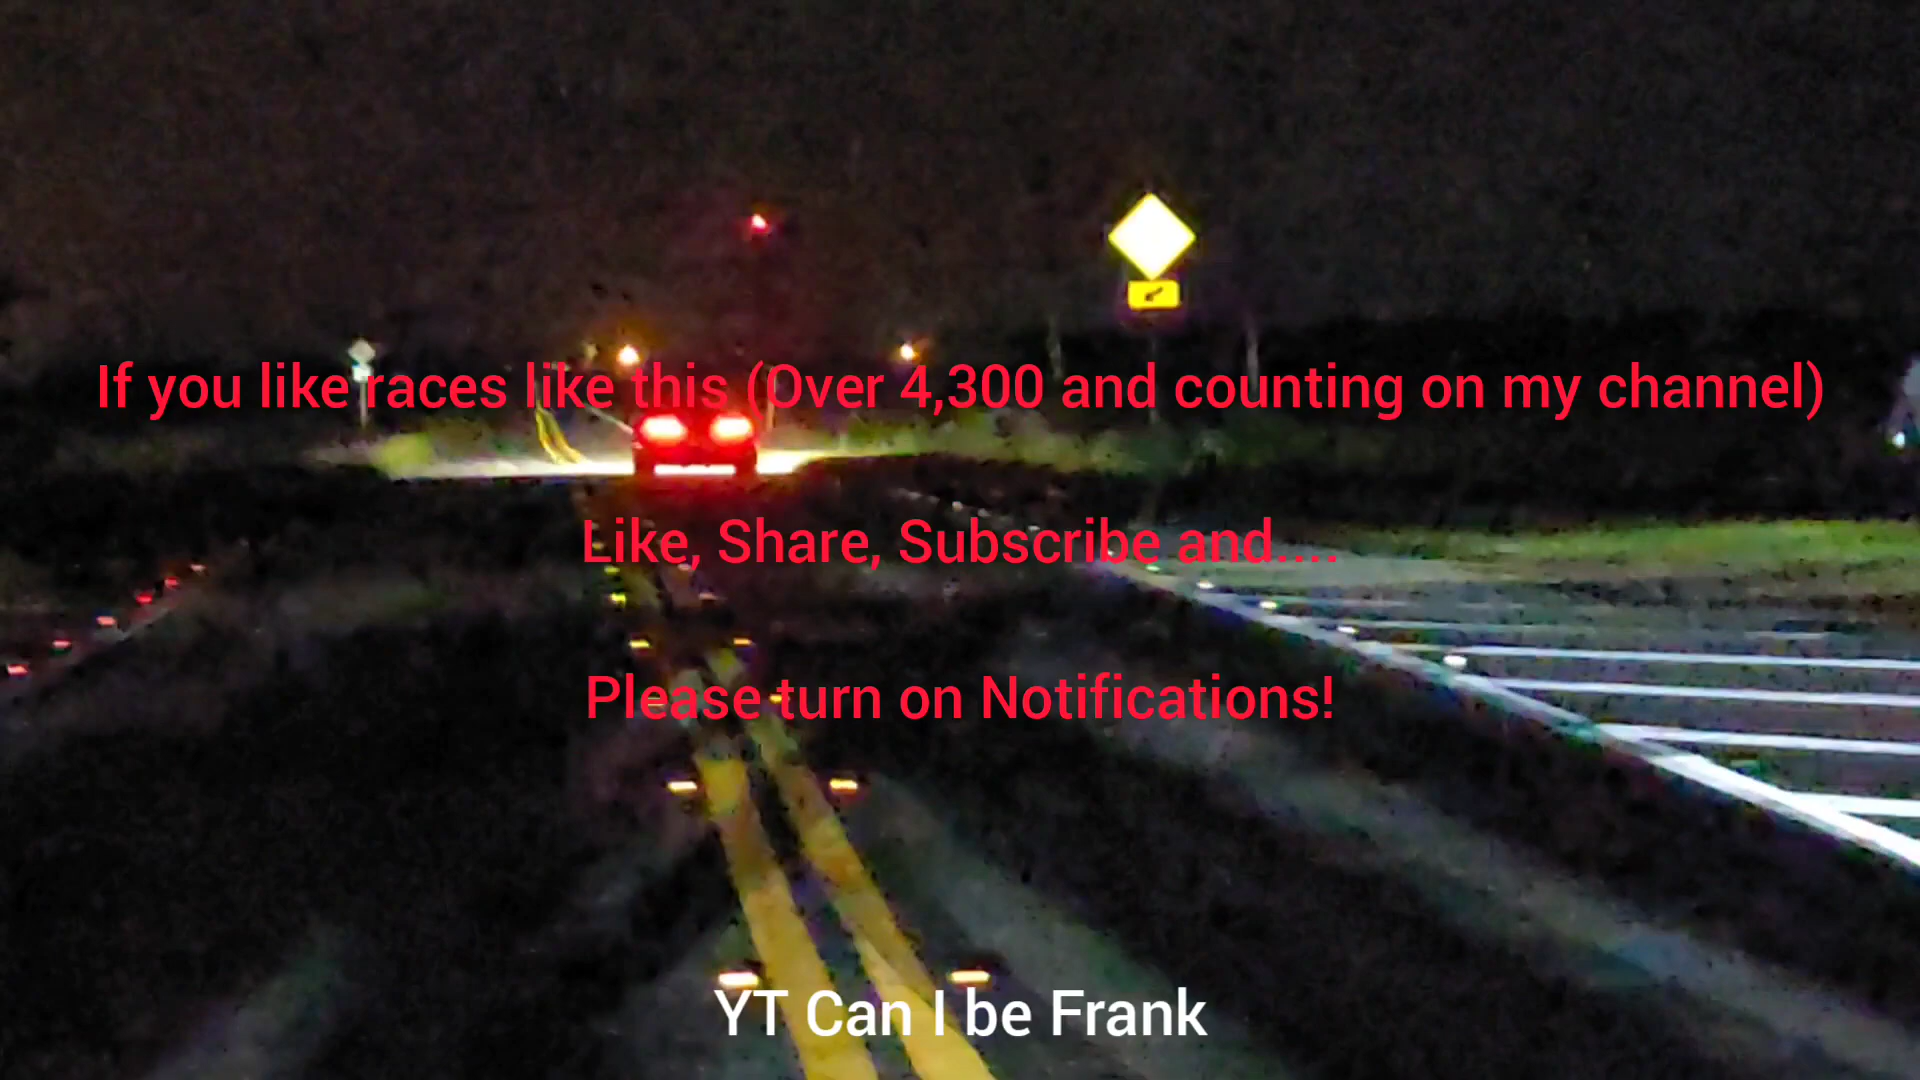 If you like races like this (Over 4,300 and counting on my channel)
Like, Share, Subscribe and....
Please turn on Notifications!
YT Can I be Frank